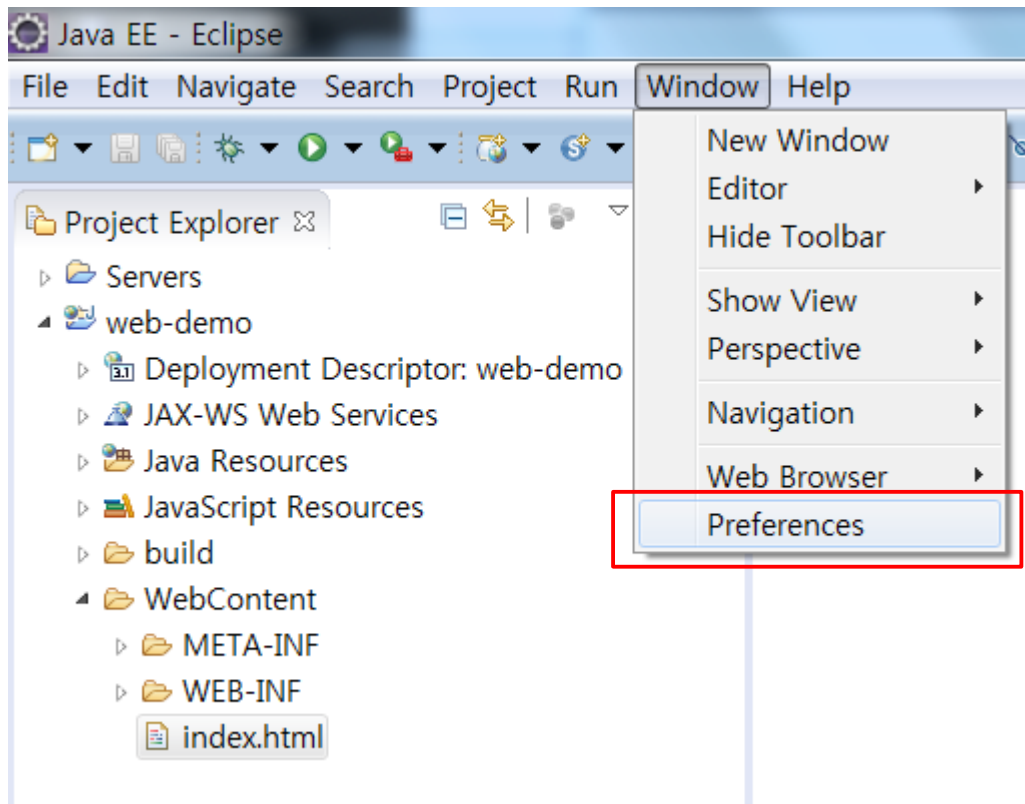 Java EE - Eclipse
File Edit Navigate Search Project Run Window Help
New Window
Editor
Hide Toolbar
Show View
Perspective
Navigation
Web Browser
Preferences
Project Explorer
Servers
web-demo
3.1 Deployment Descriptor: web-demo
JAX-WS Web Services
Java Resources
JavaScript Resources
build
WebContent
META-INF
WEB-INF
index.html